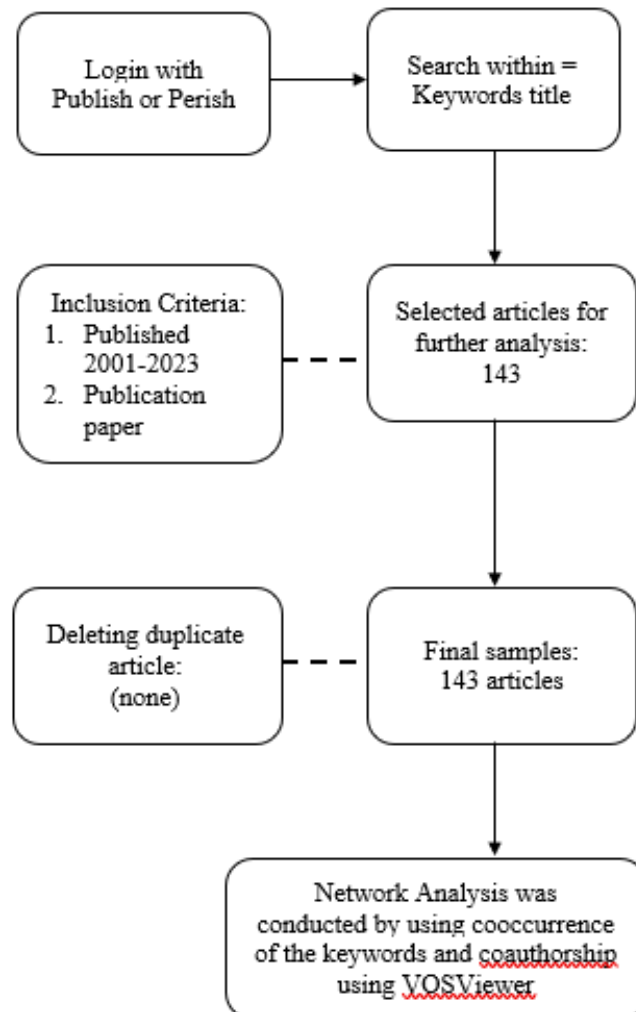 Login with
Publish or Perish
Search within =
Keywords title
Inclusion Criteria:
1. Published
2001-2023
2. Publication
paper
Selected articles for
further analysis:
143
Deleting duplicate
article:
(none)
Final samples:
143 articles
Network Analysis was
conducted by using cooccurrence
of the keywords and coauthorship
using VOSViewer